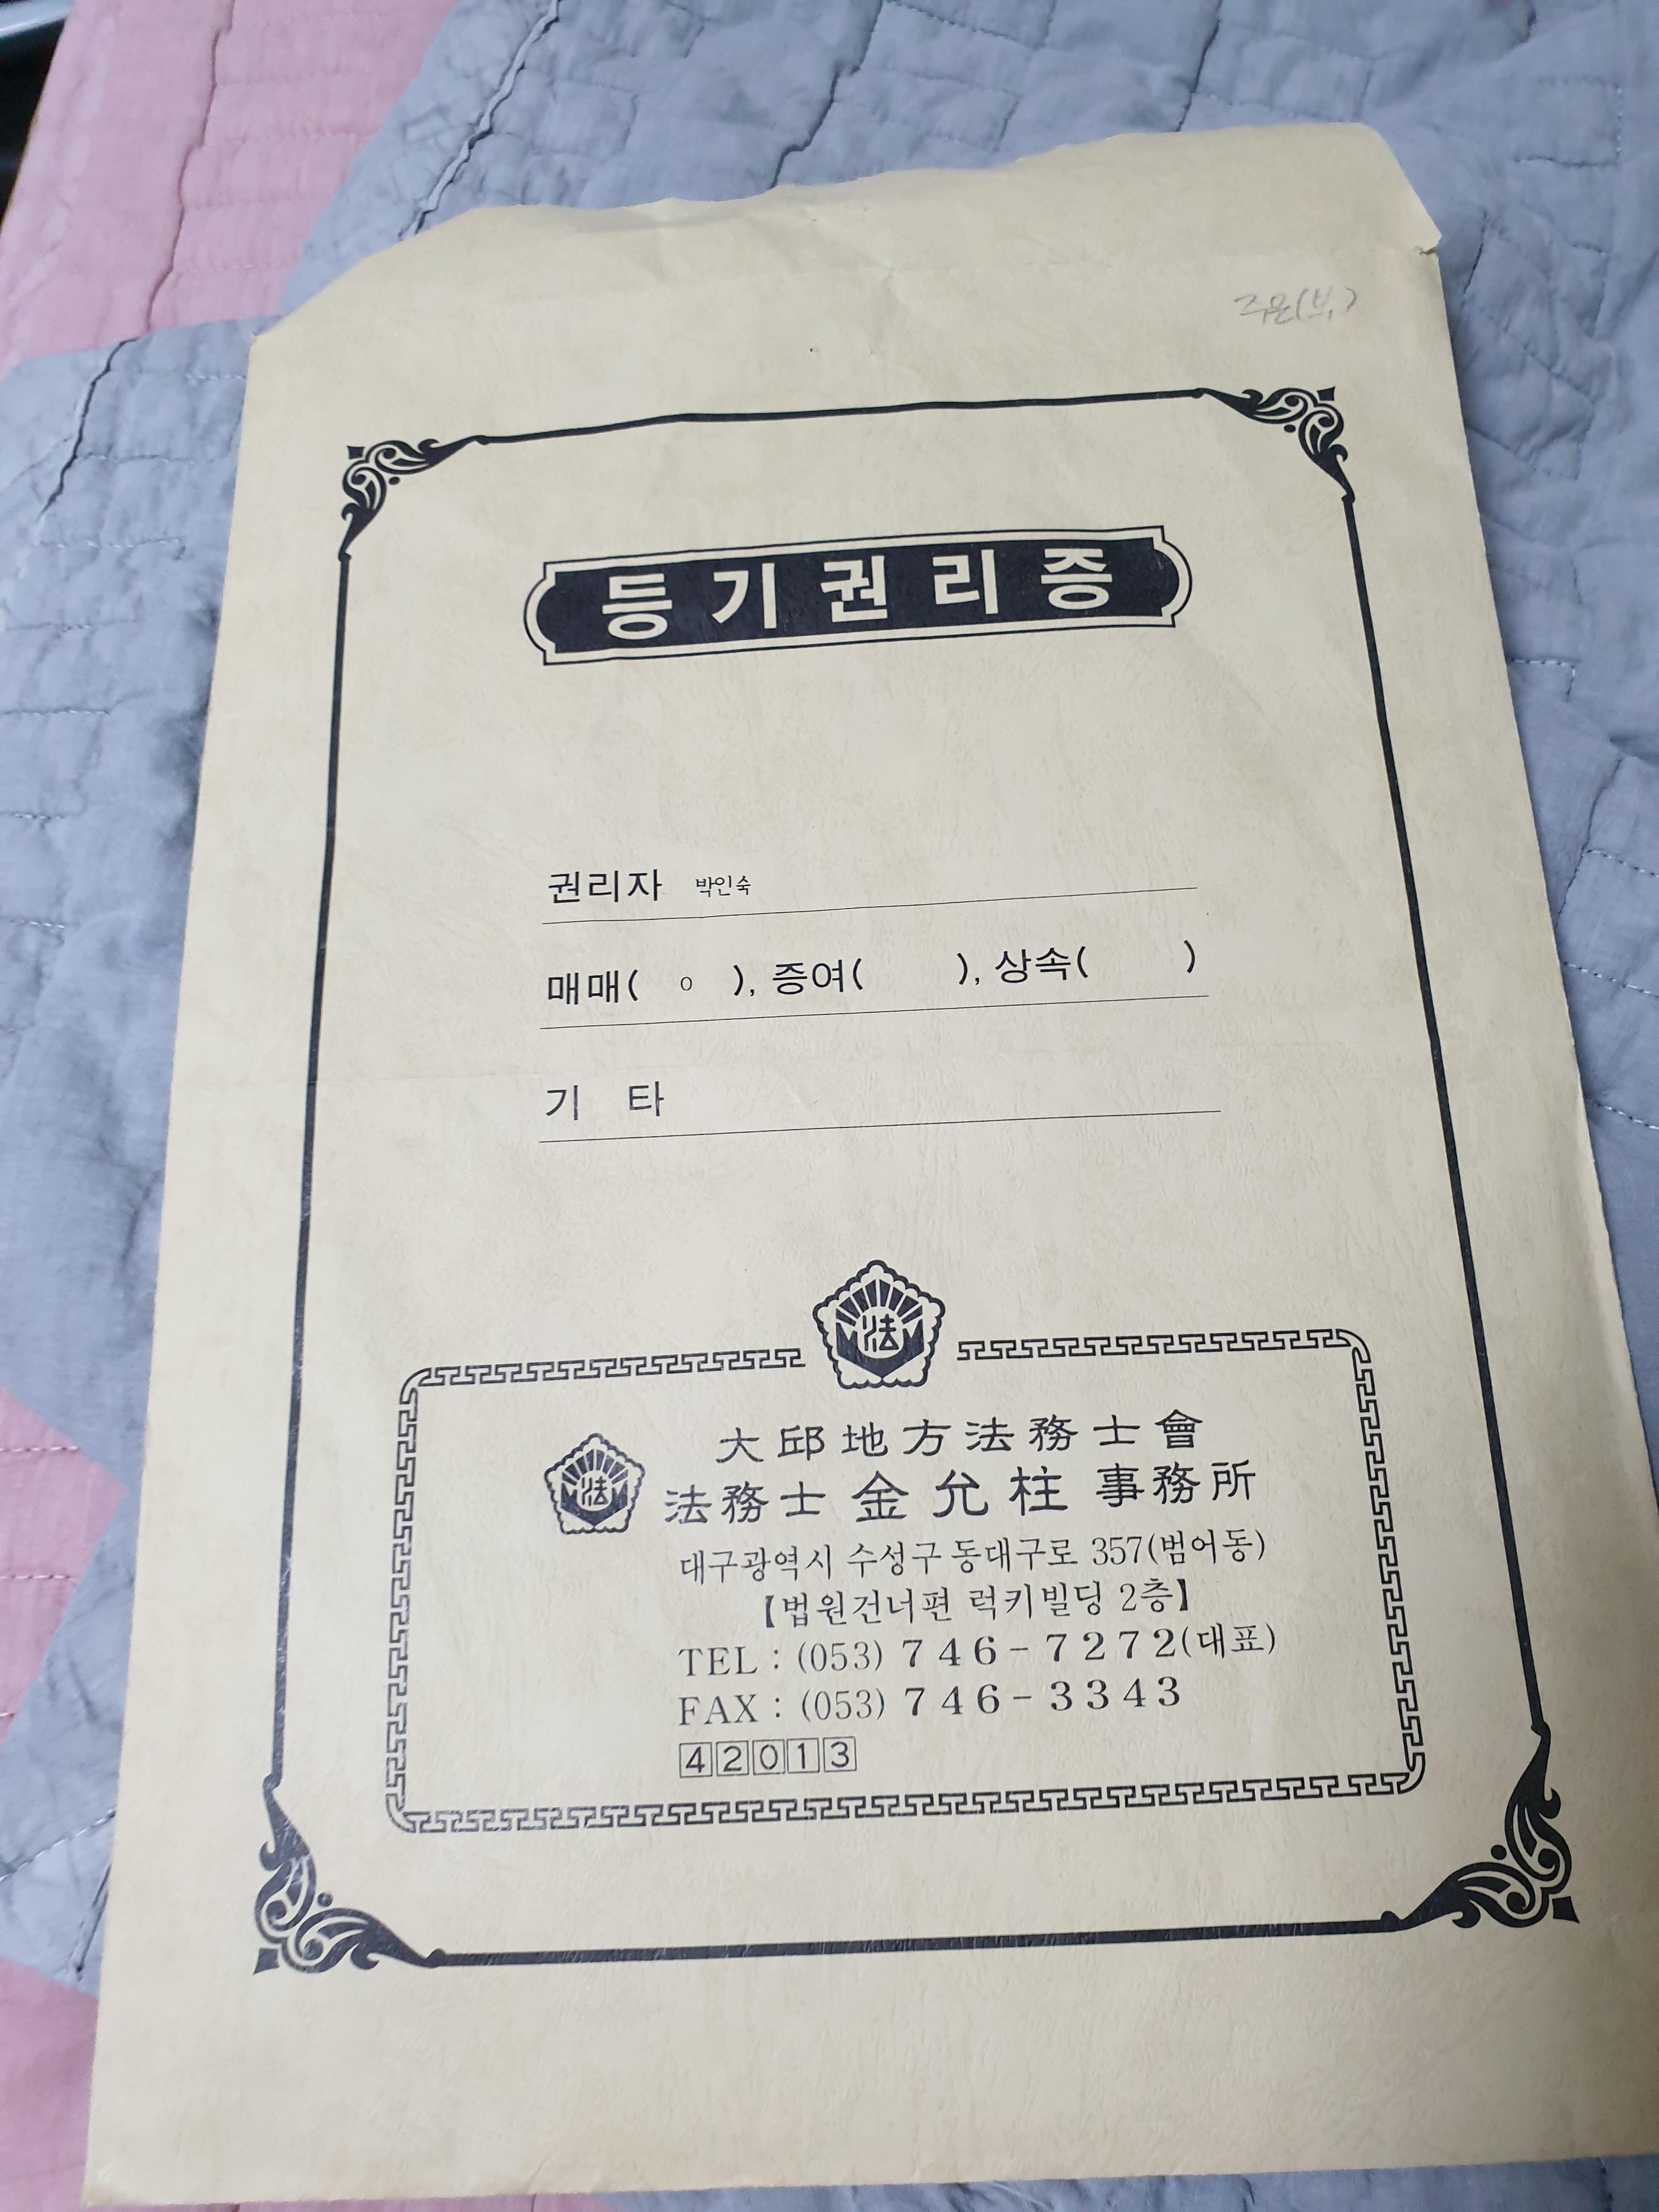 등기권리증
권리자 박인숙
매매( o ), 증여( ), 상속( )
기 타
法
大邱地方法務士會
法
法務士 金允柱 事務所
대구광역시 수성구 동대구로 357(범어동)
【법원건너편 럭키빌딩 2층】
TEL : (053) 746-7272(대표)
FAX : (053) 746-3343
42013